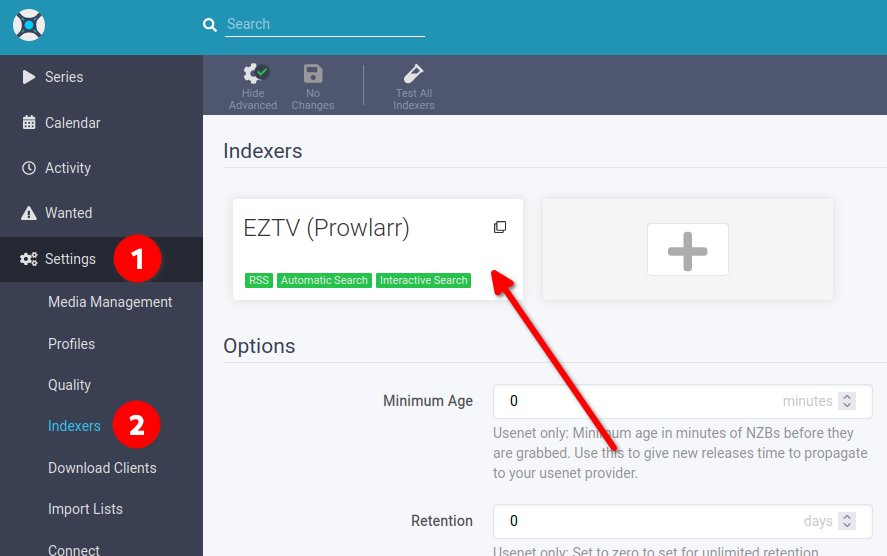 Search
Series
Calendar
Activity
Wanted
Settings
1
Media Management
Profiles
Quality
Indexers
2
Download Clients
Import Lists
Connect
Hide
Advanced
No
Changes
Test All
Indexers
Indexers
EZTV (Prowlarr)
RSS Automatic Search Interactive Search
Options
Minimum Age
0 minutes
Usenet only: Minimum age in minutes of NZBs before they
are grabbed. Use this to give new releases time to propagate
to your usenet provider.
Retention
0 days
Usenet only: Set to zero to set for unlimited retention